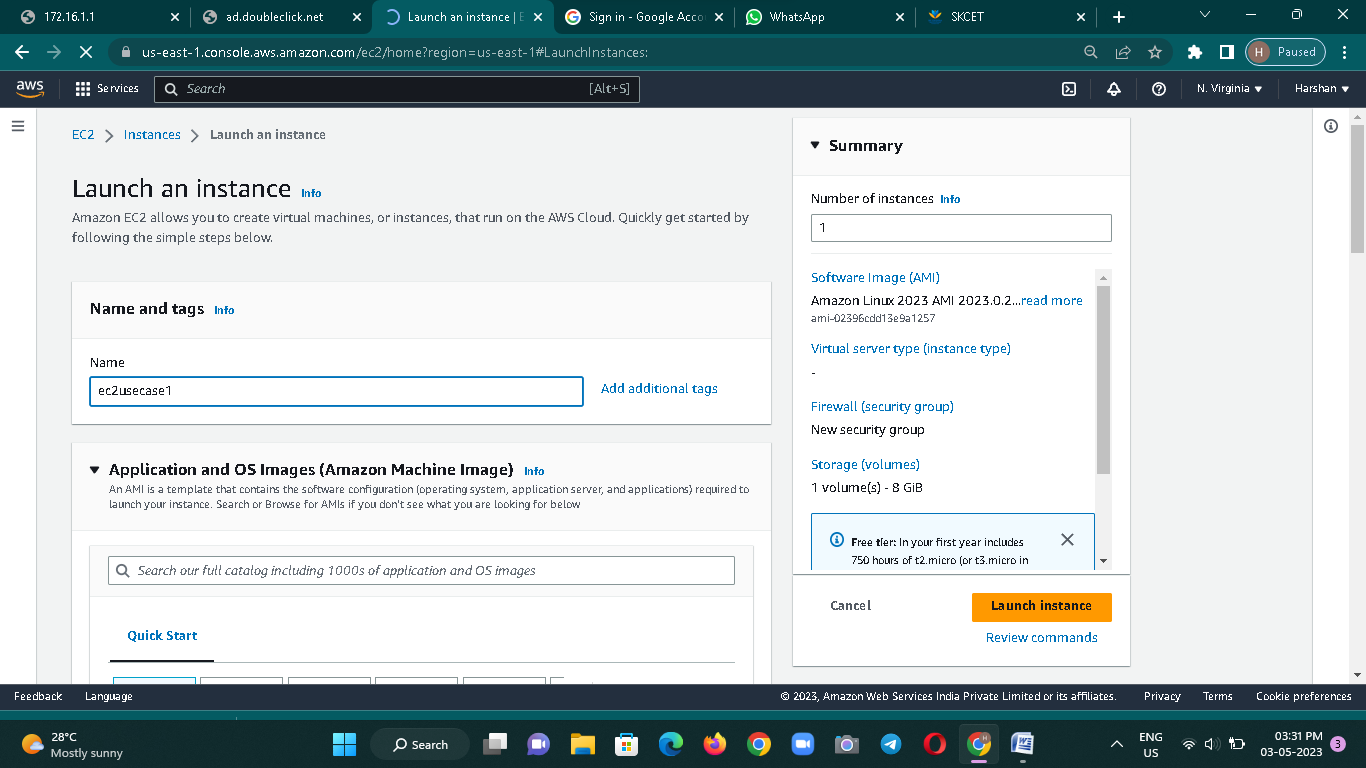 172.16.1.1
ad.doubleclick.net
Launch an instance | E
Sign in - Google Acco
WhatsApp
SKCET
us-east-1.console.aws.amazon.com/ec2/home?region=us-east-1#LaunchInstances:
H Paused
aws
Services
Search [Alt+S]
N. Virginia
Harshan
EC2 > Instances > Launch an instance
Launch an instance Info
Amazon EC2 allows you to create virtual machines, or instances, that run on the AWS Cloud. Quickly get started by
following the simple steps below.
Name and tags Info
Name
ec2usecase1
Add additional tags
Application and OS Images (Amazon Machine Image) Info
An AMI is a template that contains the software configuration (operating system, application server, and applications) required to
launch your instance. Search or Browse for AMIs if you don't see what you are looking for below
Search our full catalog including 1000s of application and OS images
Quick Start
Summary
Number of instances Info
1
Software Image (AMI)
Amazon Linux 2023 AMI 2023.0.2...read more
ami-02396cdd13e9a1257
Virtual server type (instance type)
-
Firewall (security group)
New security group
Storage (volumes)
1 volume(s) - 8 GiB
Free tier: In your first year includes
750 hours of t2.micro (or t3.micro in
Cancel
Launch instance
Review commands
Feedback
Language
© 2023, Amazon Web Services India Private Limited or its affiliates.
Privacy
Terms
Cookie preferences
28°C
Mostly sunny
Search
ENG
US
03:31 PM
03-05-2023
3